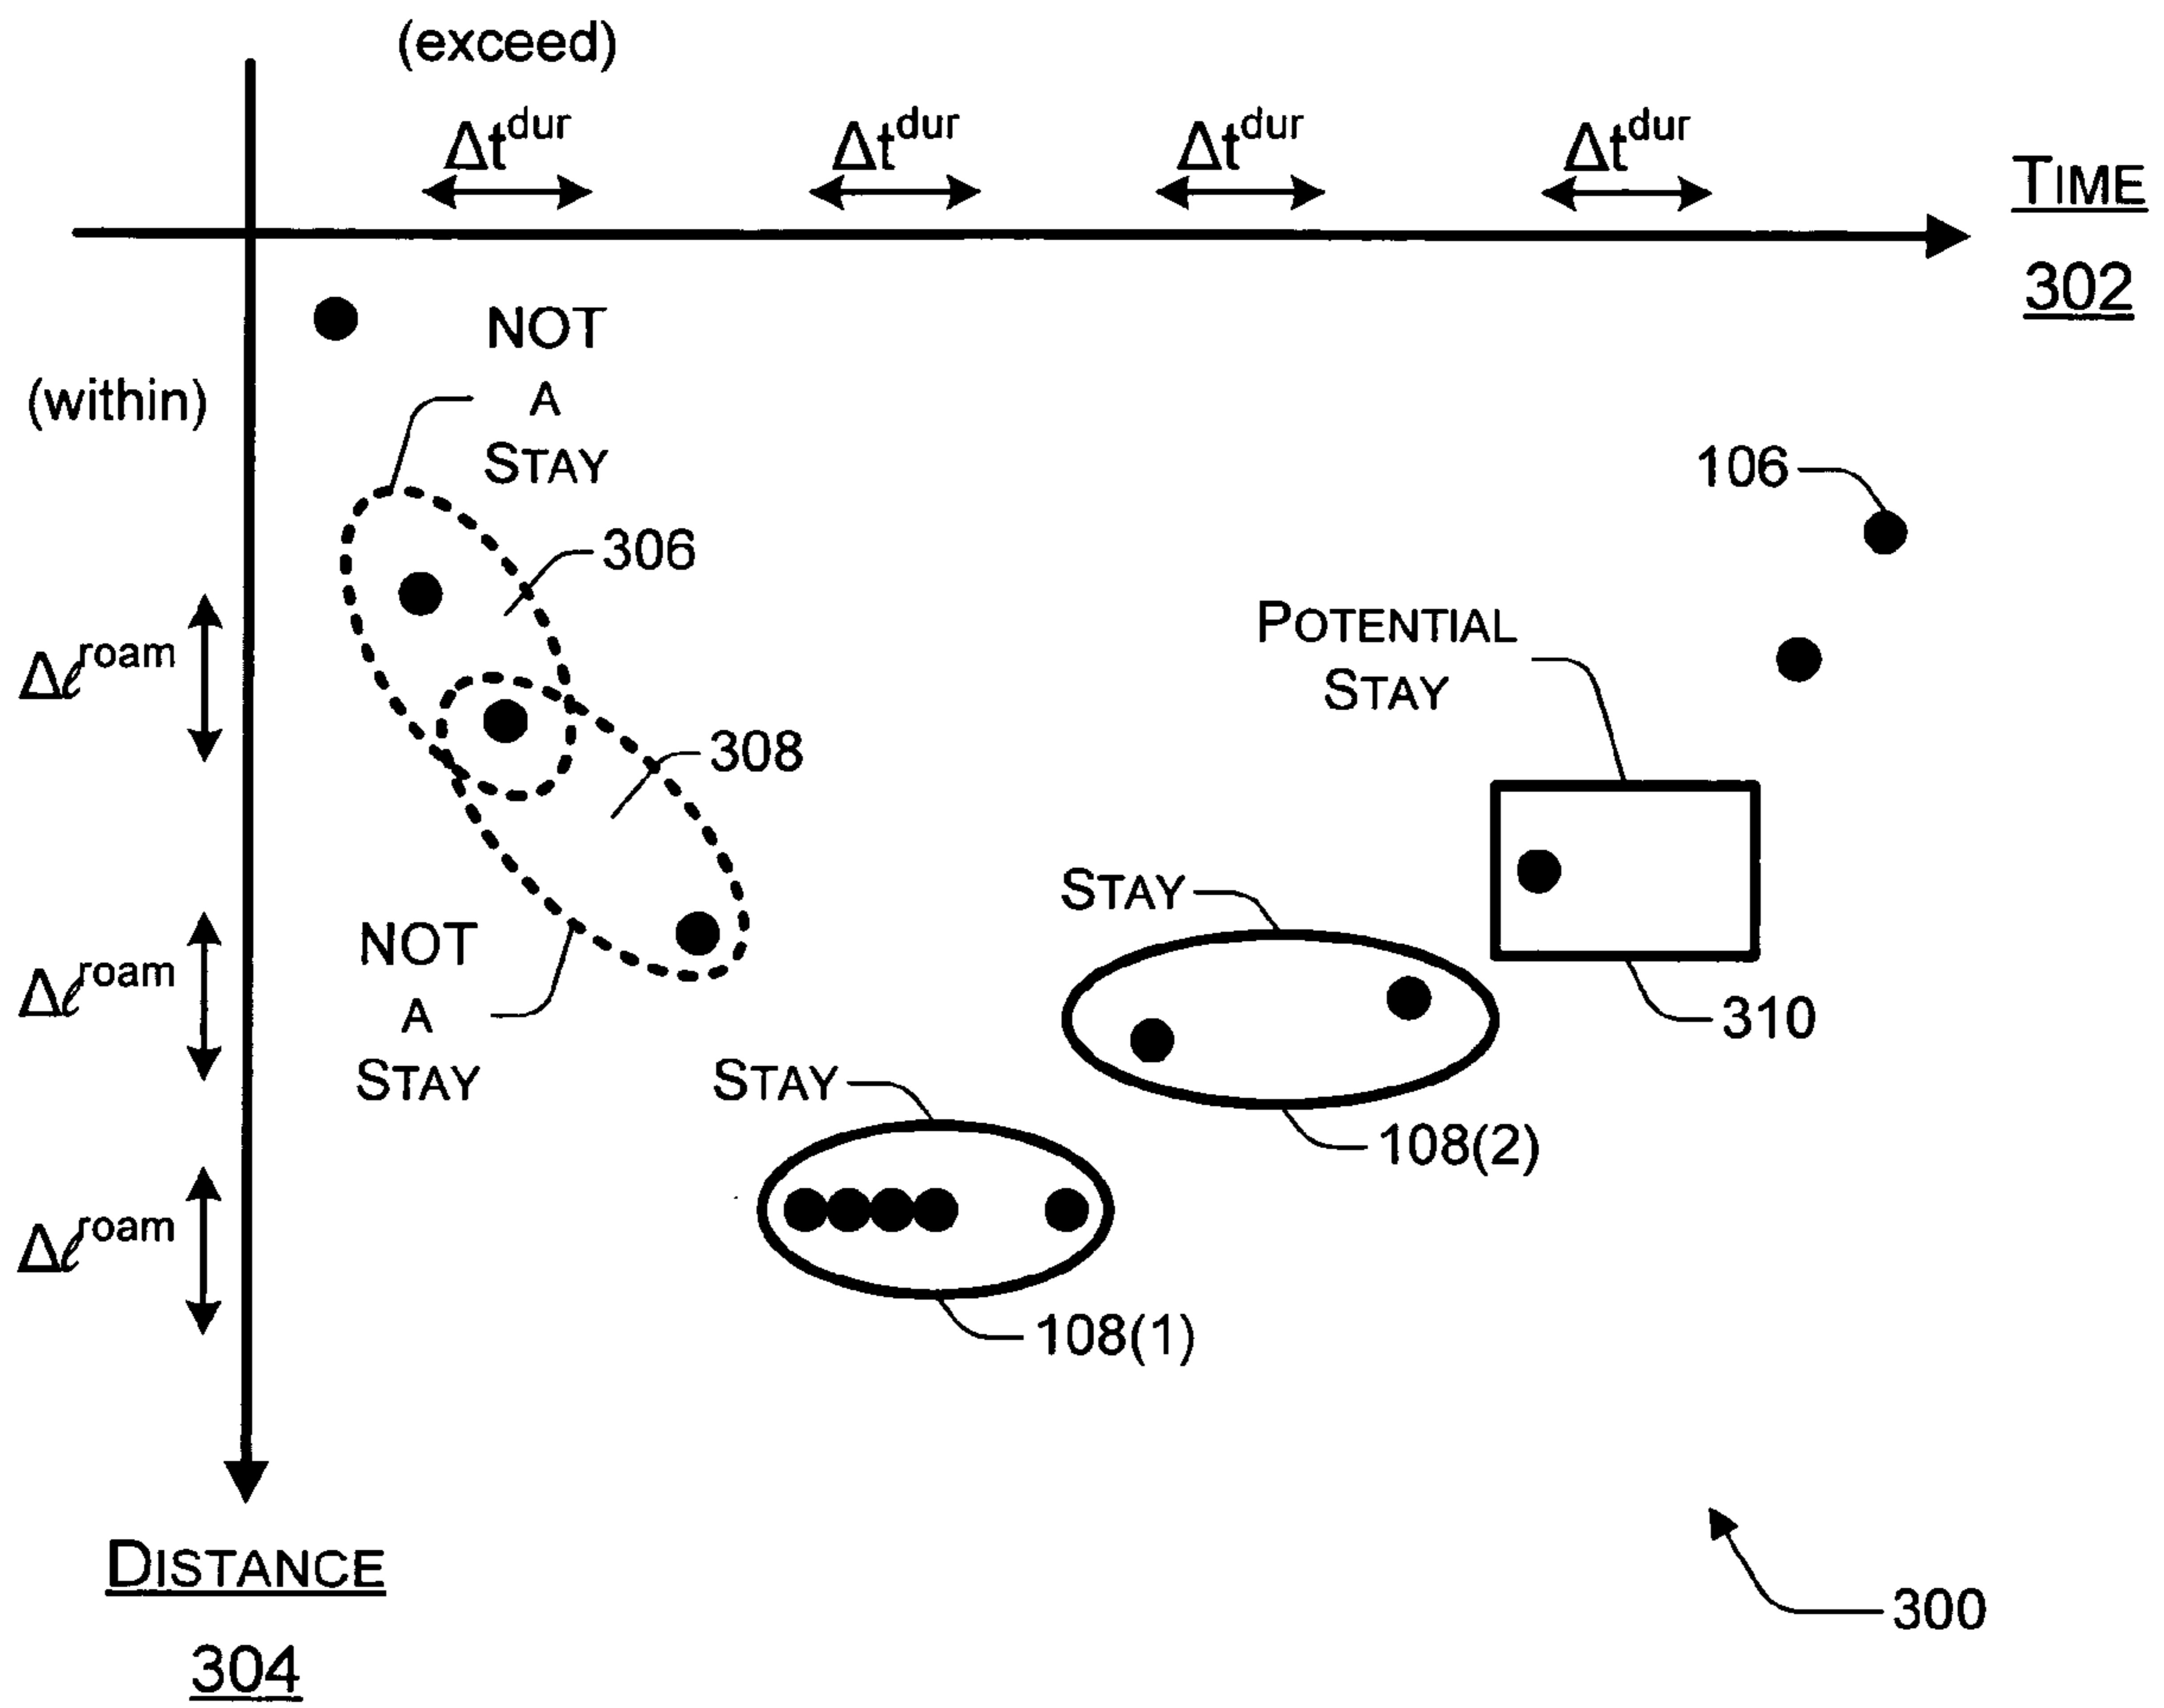 (exceed)
Δt^dur Δt^dur Δt^dur Δt^dur
TIME
302
NOT
A
STAY
(within)
106
306
Δℓ^roam
POTENTIAL
STAY
308
STAY
NOT
A
STAY
Δℓ^roam
310
STAY
108(2)
Δℓ^roam
108(1)
DISTANCE
304
300